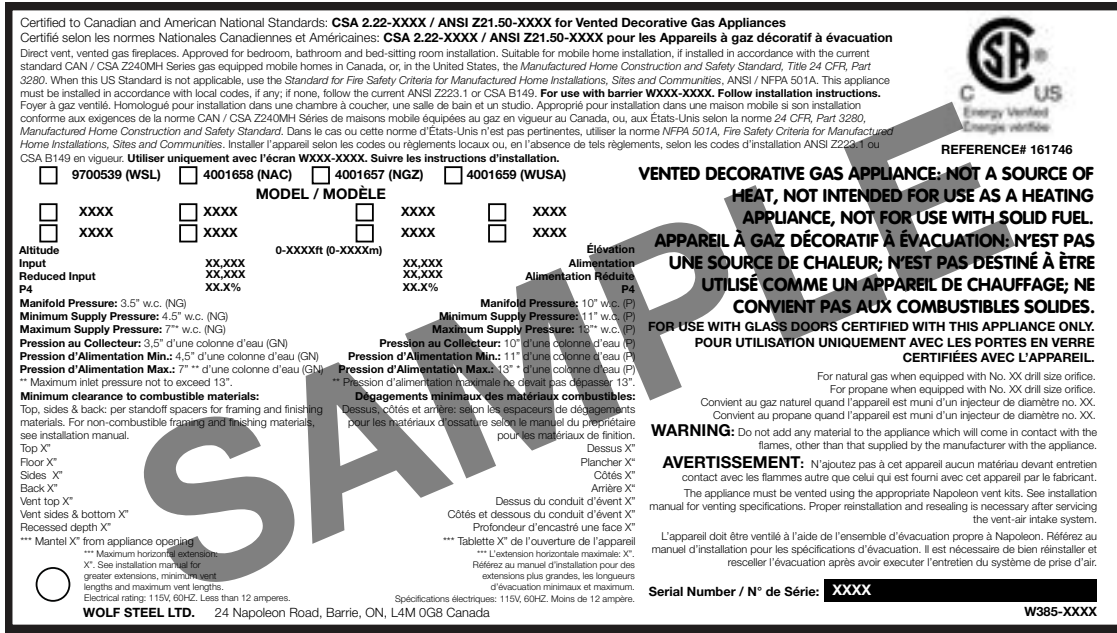 Certified to Canadian and American National Standards: CSA 2.22-XXXX / ANSI Z21.50-XXXX for Vented Decorative Gas Appliances
Certifié selon les normes Nationales Canadiennes et Américaines: CSA 2.22-XXXX / ANSI Z21.50-XXXX pour les Appareils à gaz décoratif à évacuation
Direct vent, vented gas fireplaces. Approved for bedroom, bathroom and bed-sitting room installation. Suitable for mobile home installation, if installed in accordance with the current
standard CAN / CSA Z240MH Series gas equipped mobile homes in Canada, or, in the United States, the Manufactured Home Construction and Safety Standard, Title 24 CFR, Part
3280. When this US Standard is not applicable, use the Standard for Fire Safety Criteria for Manufactured Home Installations, Sites and Communities, ANSI / NFPA 501A. This appliance
must be installed in accordance with local codes, if any; if none, follow the current ANSI Z223.1 or CSA B149. For use with barrier WXXX-XXXX. Follow installation instructions.
Foyer à gaz ventilé. Homologué pour installation dans une chambre à coucher, une salle de bain et un studio. Approprié pour installation dans une maison mobile si son installation
conforme aux exigences de la norme CAN / CSA Z240MH Séries de maisons mobile équipées au gaz en vigueur au Canada, ou, aux États-Unis selon la norme 24 CFR, Part 3280,
Manufactured Home Construction and Safety Standard. Dans le cas ou cette norme d'États-Unis n'est pas pertinentes, utiliser la norme NFPA 501A, Fire Safety Criteria for Manufactured
Home Installations, Sites and Communities. Installer l'appareil selon les codes ou règlements locaux ou, en l'absence de tels règlements, selon les codes d'installation ANSI Z223.1 ou
CSA B149 en vigueur. Utiliser uniquement avec l'écran WXXX-XXXX. Suivre les instructions d'installation.
9700539 (WSL) 4001658 (NAC) 4001657 (NGZ) 4001659 (WUSA)
MODEL / MODÈLE
XXXX XXXX XXXX XXXX
XXXX XXXX XXXX XXXX
Altitude 0-XXXXft (0-XXXXm) Élévation
Input XX,XXX XX,XXX Alimentation
Reduced Input XX,XXX XX,XXX Alimentation Réduite
P4 XX.X% XX.X% P4
Manifold Pressure: 3.5" w.c. (NG) Manifold Pressure: 10" w.c. (P)
Minimum Supply Pressure: 4.5" w.c. (NG) Minimum Supply Pressure: 11" w.c. (P)
Maximum Supply Pressure: 7"* w.c. (NG) Maximum Supply Pressure: 13"* w.c. (P)
Pression au Collecteur: 3,5" d'une colonne d'eau (GN) Pression au Collecteur: 10" d'une colonne d'eau (P)
Pression d'Alimentation Min.: 4,5" d'une colonne d'eau (GN) Pression d'Alimentation Min.: 11" d'une colonne d'eau (P)
Pression d'Alimentation Max.: 7" ** d'une colonne d'eau (GN) Pression d'Alimentation Max.: 13" * d'une colonne d'eau (P)
** Maximum inlet pressure not to exceed 13". ** Pression d'alimentation maximale ne devait pas dépasser 13".
Minimum clearance to combustible materials: Dégagements minimaux des matériaux combustibles:
Top, sides & back: per standoff spacers for framing and finishing Dessus, côtés et arrière: selon les espaceurs de dégagements
materials. For non-combustible framing and finishing materials, pour les matériaux d'ossature selon le manuel du propriétaire
see installation manual. pour les matériaux de finition.
Top X" Dessus X"
Floor X" Plancher X"
Sides X" Côtés X"
Back X" Arrière X"
Vent top X" Dessus du conduit d'évent X"
Vent sides & bottom X" Côtés et dessous du conduit d'évent X"
Recessed depth X" Profondeur d'encastré une face X"
*** Mantel X" from appliance opening *** Tablette X" de l'ouverture de l'appareil
*** Maximum horizontal extension: *** L'extension horizontale maximale: X".
X". See installation manual for Référez au manuel d'installation pour des
greater extensions, minimum vent extensions plus grandes, les longueurs
lengths and maximum vent lengths. d'évacuation minimaux et maximum.
Electrical rating: 115V, 60HZ. Less than 12 amperes. Spécifications électriques: 115V, 60HZ. Moins de 12 ampère.
WOLF STEEL LTD. 24 Napoleon Road, Barrie, ON, L4M 0G8 Canada
CSA
C US
Energy Verified
Énergie vérifiée
REFERENCE# 161746
VENTED DECORATIVE GAS APPLIANCE: NOT A SOURCE OF
HEAT, NOT INTENDED FOR USE AS A HEATING
APPLIANCE, NOT FOR USE WITH SOLID FUEL.
APPAREIL À GAZ DÉCORATIF À ÉVACUATION: N'EST PAS
UNE SOURCE DE CHALEUR; N'EST PAS DESTINÉ À ÈTRE
UTILISÉ COMME UN APPAREIL DE CHAUFFAGE; NE
CONVIENT PAS AUX COMBUSTIBLES SOLIDES.
FOR USE WITH GLASS DOORS CERTIFIED WITH THIS APPLIANCE ONLY.
POUR UTILISATION UNIQUEMENT AVEC LES PORTES EN VERRE
CERTIFIÉES AVEC L'APPAREIL.
For natural gas when equipped with No. XX drill size orifice.
For propane when equipped with No. XX drill size orifice.
Convient au gaz naturel quand l'appareil est muni d'un injecteur de diamètre no. XX.
Convient au propane quand l'appareil est muni d'un injecteur de diamètre no. XX.
WARNING: Do not add any material to the appliance which will come in contact with the
flames, other than that supplied by the manufacturer with the appliance.
AVERTISSEMENT: N'ajoutez pas à cet appareil aucun matériau devant entretien
contact avec les flammes autre que celui qui est fourni avec cet appareil par le fabricant.
The appliance must be vented using the appropriate Napoleon vent kits. See installation
manual for venting specifications. Proper reinstallation and resealing is necessary after servicing
the vent-air intake system.
L'appareil doit être ventilé à l'aide de l'ensemble d'évacuation propre à Napoleon. Référez au
manuel d'installation pour les spécifications d'évacuation. Il est nécessaire de bien réinstaller et
resceller l'évacuation après avoir executer l'entretien du système de prise d'air.
Serial Number / N° de Série: XXXX
W385-XXXX
SAMPLE